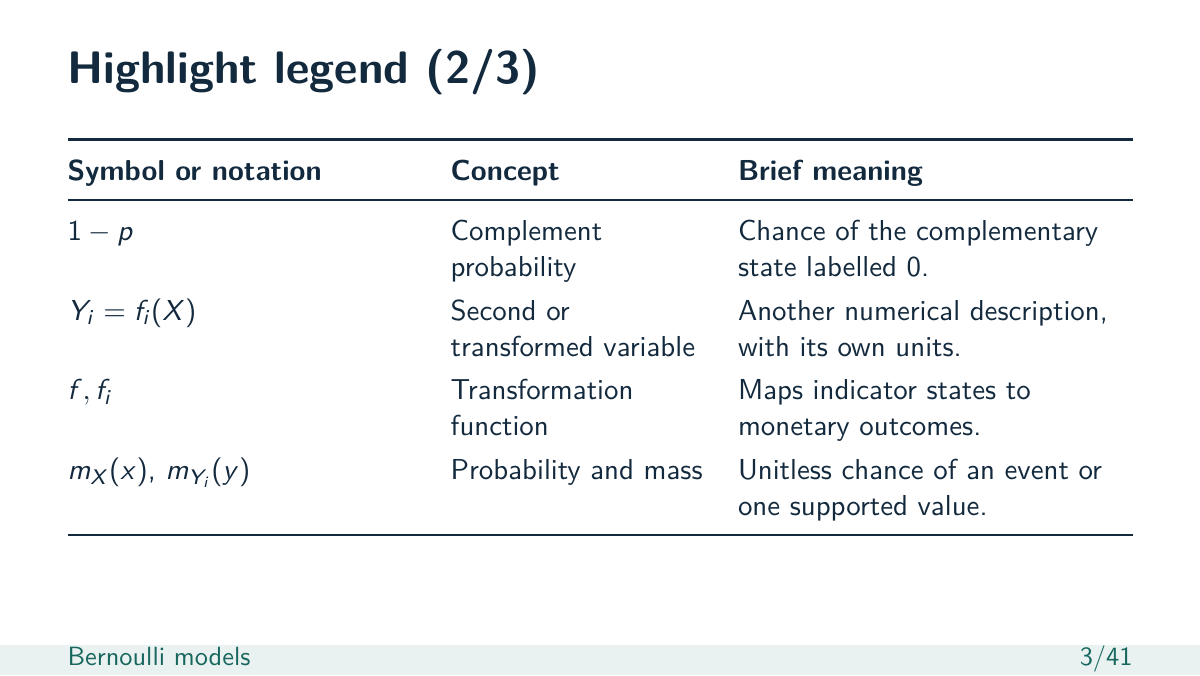 Highlight legend (2/3)
Symbol or notation Concept Brief meaning
1 − p Complement probability Chance of the complementary state labelled 0.
Y_i = f_i(X) Second or transformed variable Another numerical description, with its own units.
f, f_i Transformation function Maps indicator states to monetary outcomes.
m_X(x), m_{Y_i}(y) Probability and mass Unitless chance of an event or one supported value.
Bernoulli models 3/41